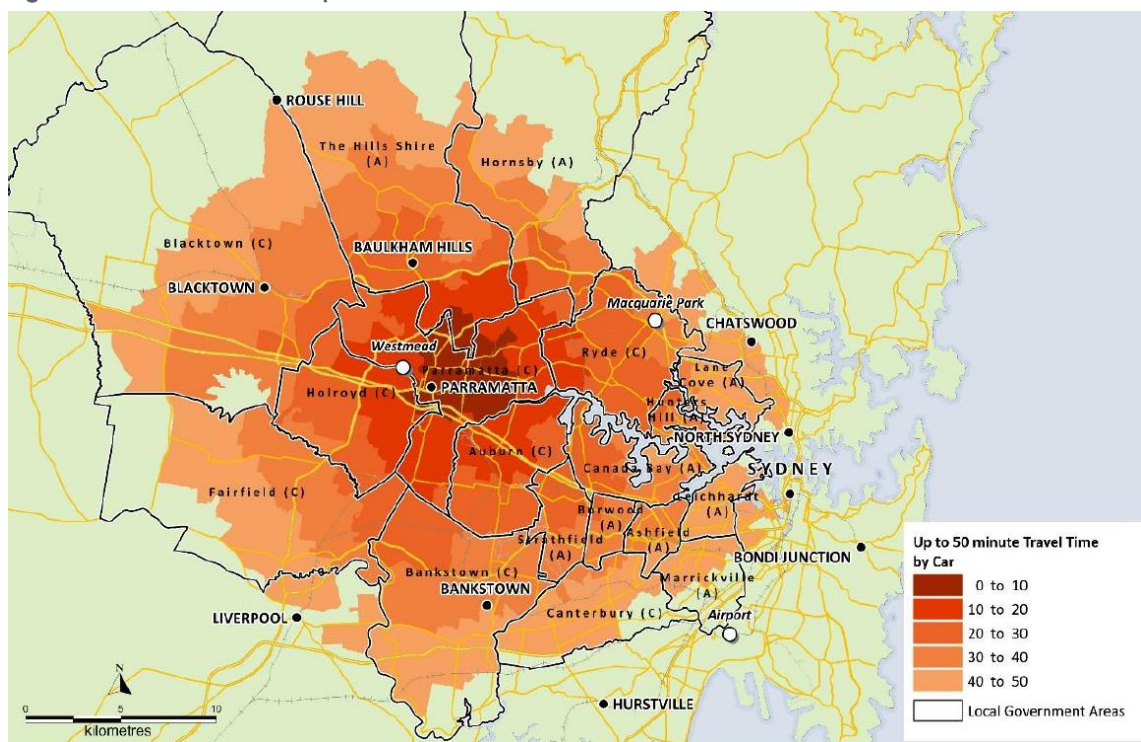 ROUSE HILL
The Hills Shire
(A)
Hornsby (A)
Blacktown (C)
BAULKHAM HILLS
BLACKTOWN
Macquarie Park
CHATSWOOD
Westmead
Ryde (C)
Parramatta (C)
Lane
Cove (A)
PARRAMATTA
Holroyd (C)
Hunters
Hill (A)
NORTH SYDNEY
Auburn (C)
Canada Bay (A)
SYDNEY
Leichhardt
(A)
Fairfield (C)
Burwood
(A)
Ashfield
(A)
Strathfield
(A)
BONDI JUNCTION
Bankstown (C)
Marrickville
(A)
BANKSTOWN
LIVERPOOL
Canterbury (C)
Airport
HURSTVILLE
N
0 5 10
kilometres
Up to 50 minute Travel Time
by Car
0 to 10
10 to 20
20 to 30
30 to 40
40 to 50
Local Government Areas